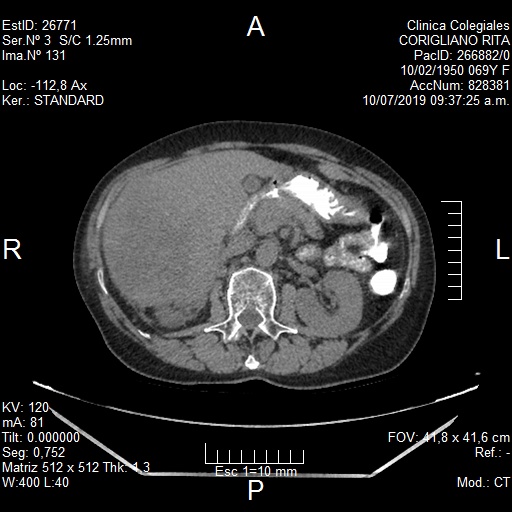 EstID: 26771
Ser.Nº 3 S/C 1.25mm
Ima.Nº 131
Loc: -112,8 Ax
Ker.: STANDARD
A
Clinica Colegiales
CORIGLIANO RITA
PacID: 266882/0
10/02/1950 069Y F
AccNum: 828381
10/07/2019 09:37:25 a.m.
R
L
KV: 120
mA: 81
Tilt: 0.000000
Seg: 0,752
Matriz 512 x 512 Thk: 1.3
W:400 L:40
Esc 1=10 mm
P
FOV: 41,8 x 41,6 cm
Ref.: -
Mod.: CT